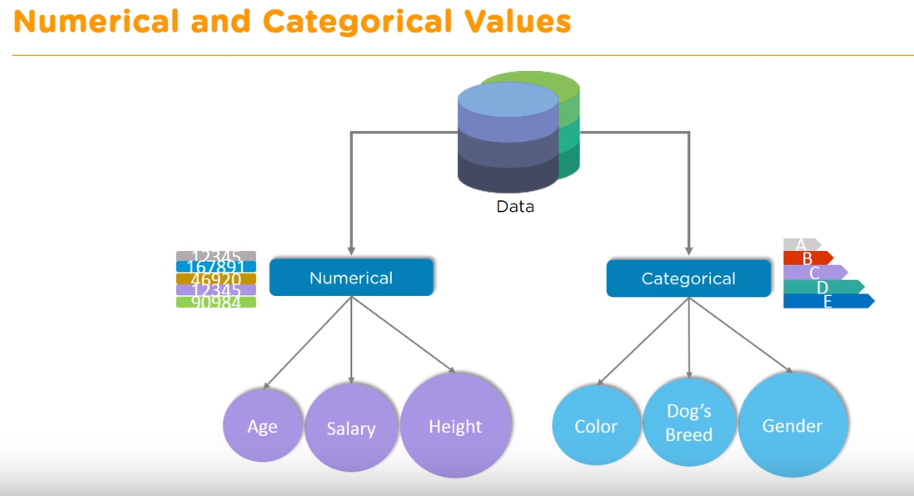 Numerical and Categorical Values
Data
12345
167891
46920
12345
90984
Numerical
Categorical
A
B
C
D
E
Age
Salary
Height
Color
Dog's
Breed
Gender